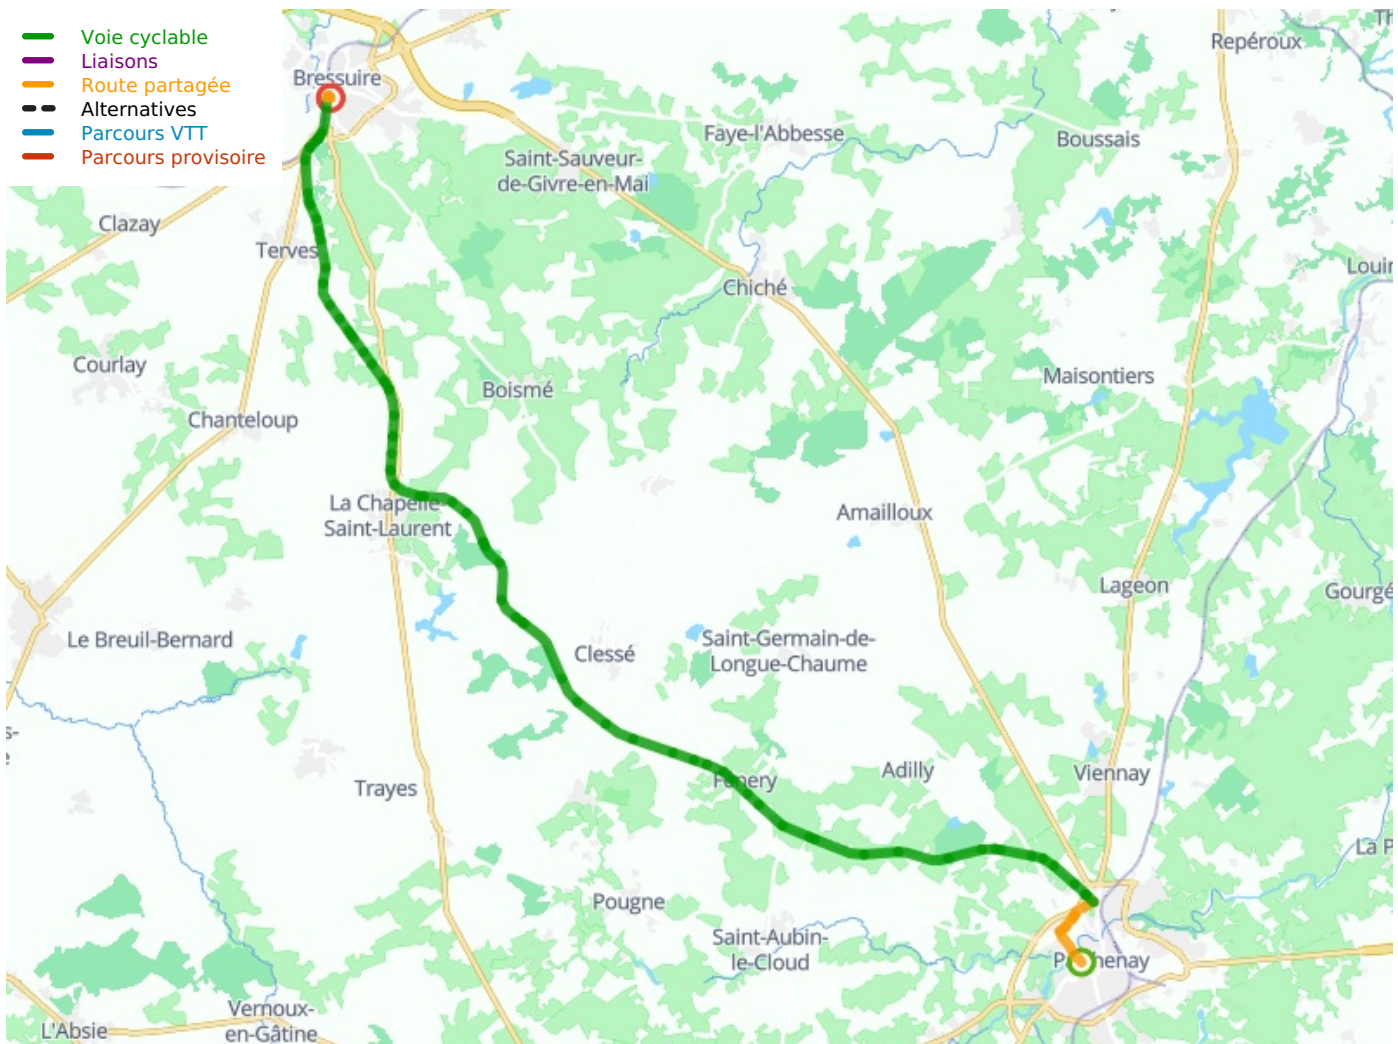 Voie cyclable
Liaisons
Route partagée
Alternatives
Parcours VTT
Parcours provisoire
Bressuire
Repéroux
Faye-l'Abbesse
Boussais
Saint-Sauveur-
de-Givre-en-Mai
Clazay
Terves
Chiché
Courlay
Boismé
Maisontiers
Chanteloup
La Chapelle-
Saint-Laurent
Amailloux
Lageon
Gourgé
Le Breuil-Bernard
Clessé
Saint-Germain-de-
Longue-Chaume
Adilly
Viennay
Trayes
La P
Pougne
Saint-Aubin-
le-Cloud
Vernoux-
en-Gâtine
L'Absie